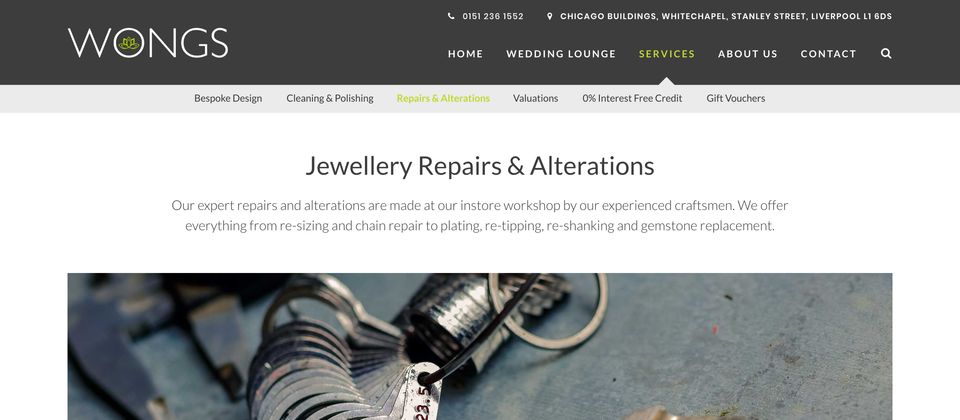 0151 236 1552 CHICAGO BUILDINGS, WHITECHAPEL, STANLEY STREET, LIVERPOOL L1 6DS
WONGS
HOME WEDDING LOUNGE SERVICES ABOUT US CONTACT
Bespoke Design Cleaning & Polishing Repairs & Alterations Valuations 0% Interest Free Credit Gift Vouchers
Jewellery Repairs & Alterations
Our expert repairs and alterations are made at our instore workshop by our experienced craftsmen. We offer
everything from re-sizing and chain repair to plating, re-tipping, re-shanking and gemstone replacement.
23.5